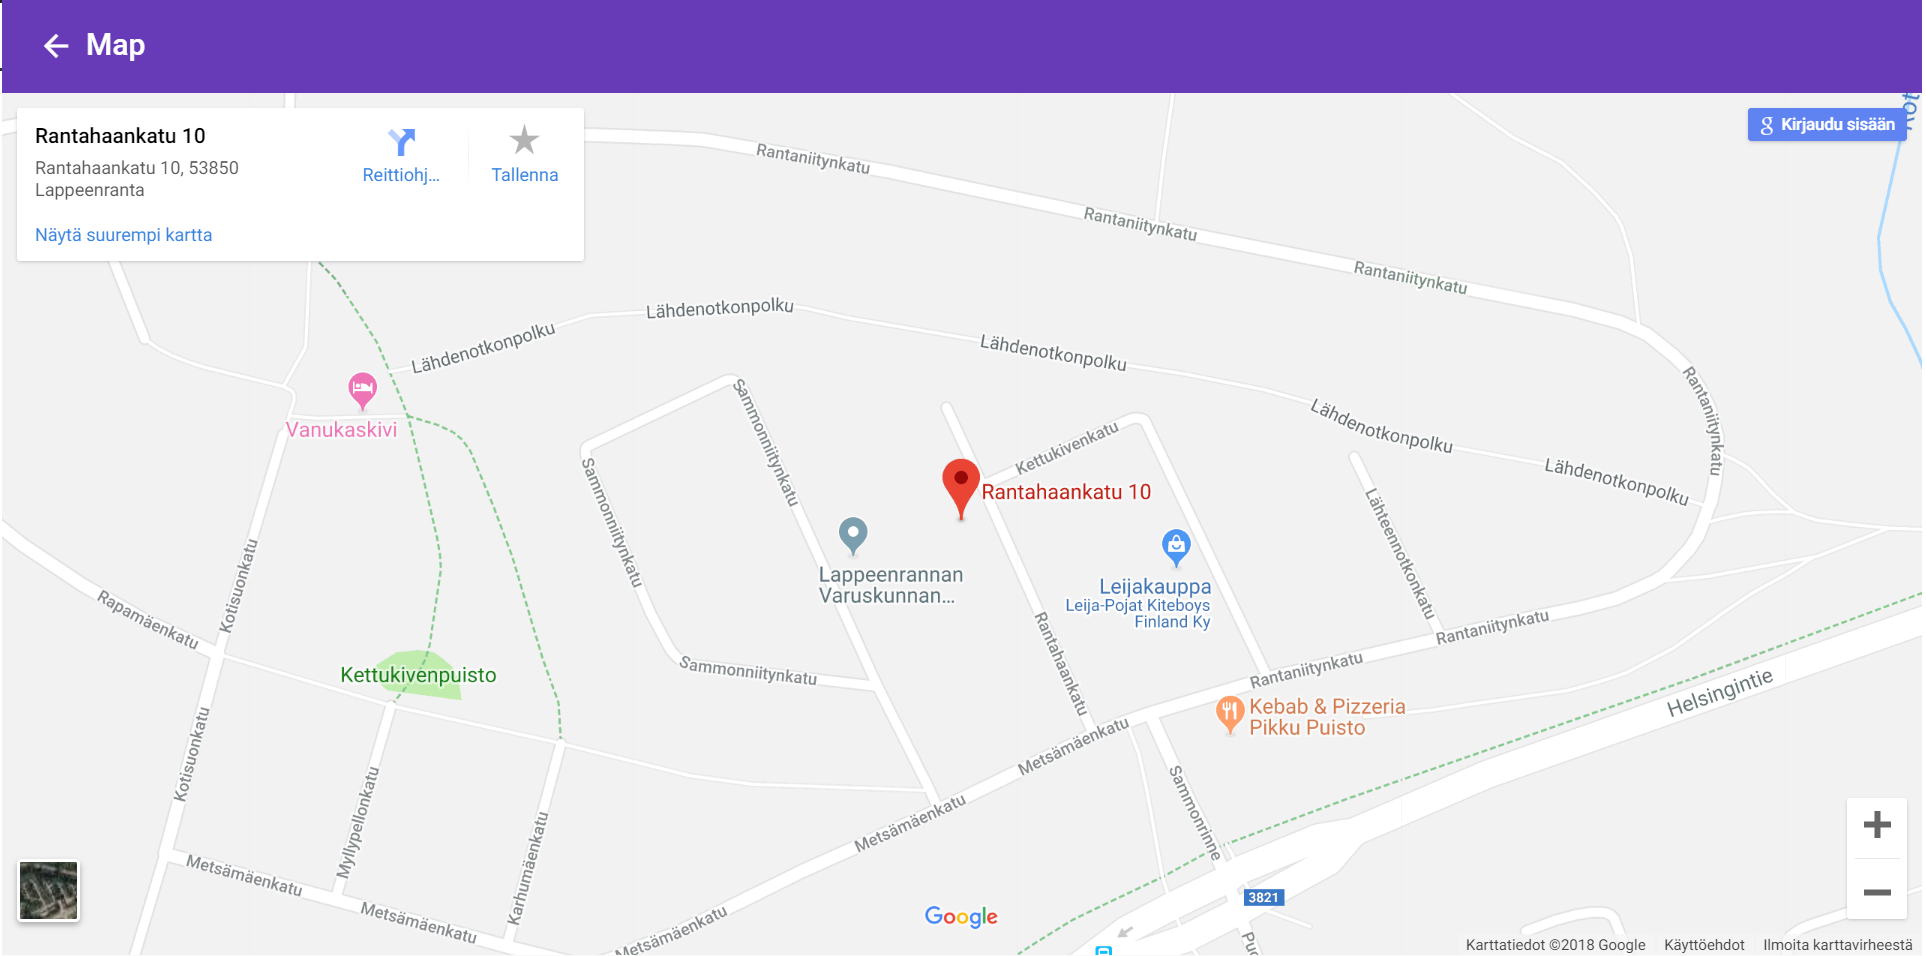 Map
Rantahaankatu 10
Rantahaankatu 10, 53850
Lappeenranta
Reittiohj...
Tallenna
Näytä suurempi kartta
g Kirjaudu sisään
Rantaniitynkatu
Rantaniitynkatu
Rantaniitynkatu
Lähdenotkonpolku
Lähdenotkonpolku
Lähdenotkonpolku
Lähdenotkonpolku
Lähdenotkonpolku
Rantaniitynkatu
Vanukaskivi
Sammonniitynkatu
Sammonniitynkatu
Kettukivenkatu
Rantahaankatu 10
Lähteennotkonkatu
Lappeenrannan
Varuskunnan...
Leijakauppa
Leija-Pojat Kiteboys
Finland Ky
Kotisuonkatu
Rapamäenkatu
Rantahaankatu
Rantaniitynkatu
Rantaniitynkatu
Kettukivenpuisto
Sammonniitynkatu
Kebab & Pizzeria
Pikku Puisto
Helsingintie
Kotisuonkatu
Metsämäenkatu
Sammonrinne
Myllypellonkatu
Karhumäenkatu
Metsämäenkatu
Metsämäenkatu
Metsämäenkatu
Metsämäenkatu
3821
Google
Karttatiedot ©2018 Google
Käyttöehdot
Ilmoita karttavirheestä